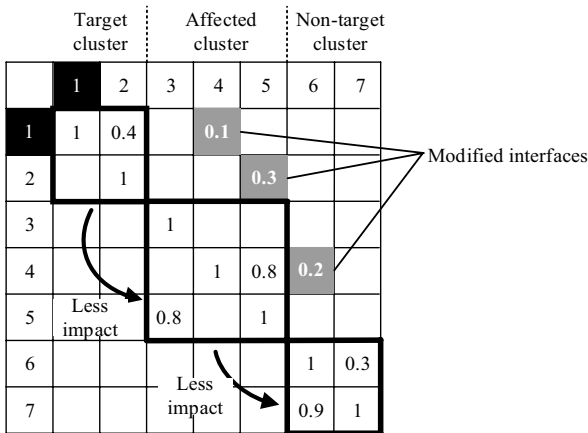 Target Affected Non-target
cluster cluster cluster
1 2 3 4 5 6 7
1 1 0.4 0.1
Modified interfaces
2 1 0.3
3 1
4 1 0.8 0.2
Less
5 0.8 1
impact
6 1 0.3
Less
7 0.9 1
impact